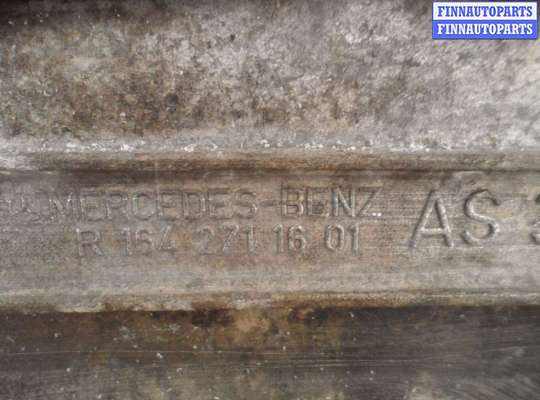 FINNAUTOPARTS
FINNAUTOPARTS
MERCEDES-BENZ
R 164 271 16 01
AS